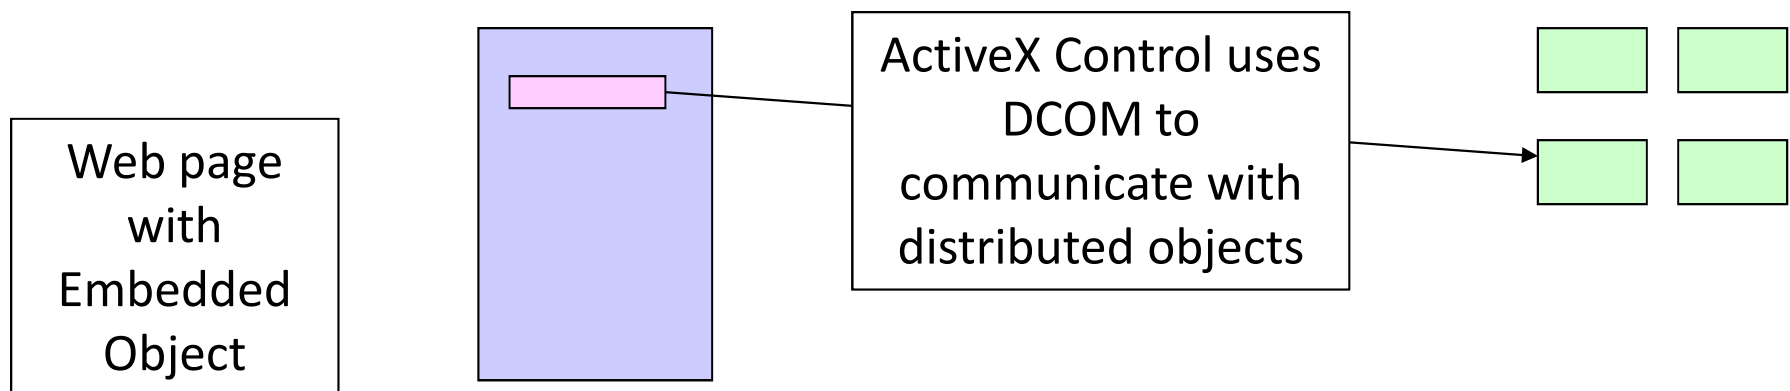 Web page
with
Embedded
Object
ActiveX Control uses
DCOM to
communicate with
distributed objects